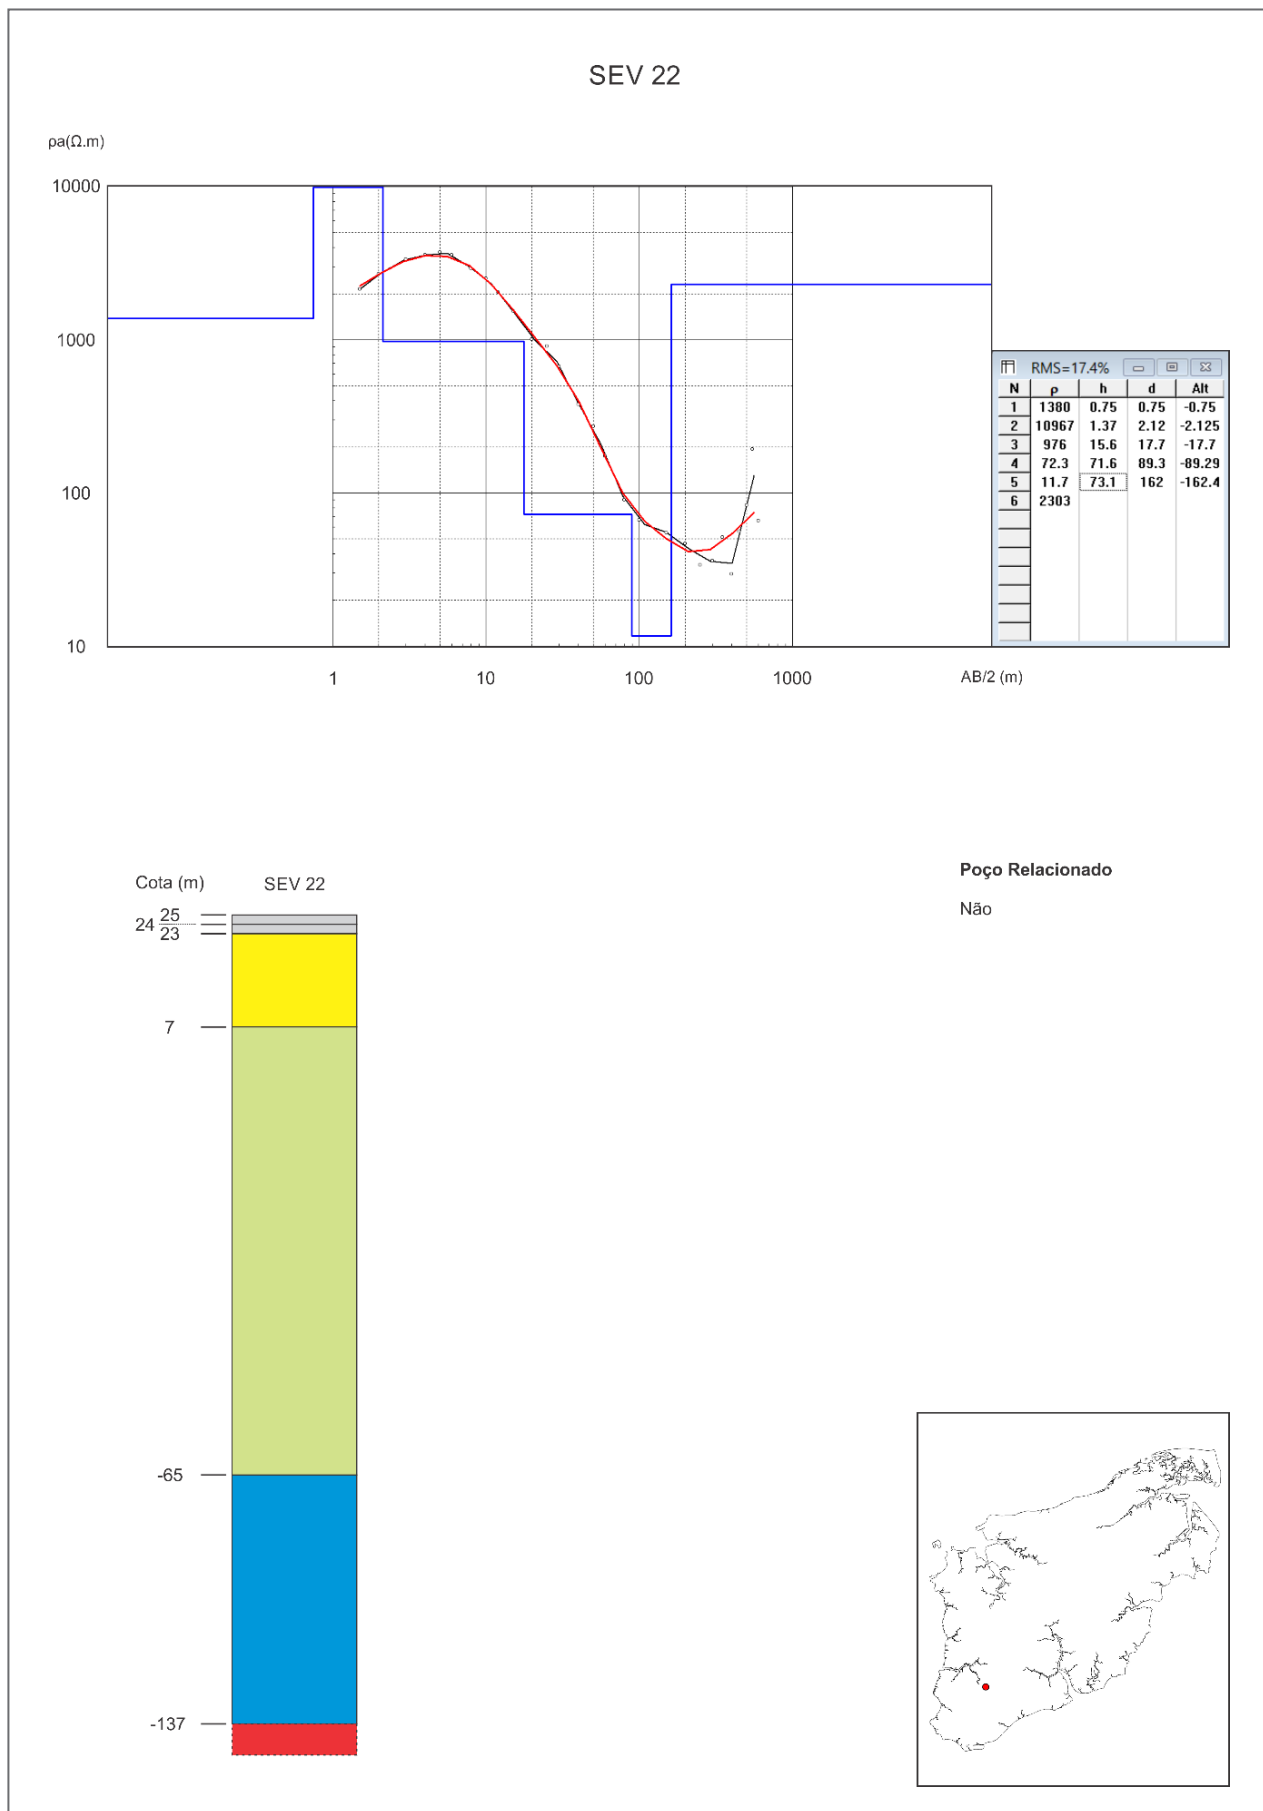 SEV 22
ρa(Ω.m)
10000
1000
100
10
1 10 100 1000 AB/2 (m)
RMS=17.4%
N ρ h d Alt
1 1380 0.75 0.75 -0.75
2 10967 1.37 2.12 -2.125
3 976 15.6 17.7 -17.7
4 72.3 71.6 89.3 -89.29
5 11.7 73.1 162 -162.4
6 2303
Cota (m) SEV 22
25
24
23
7
-65
-137
Poço Relacionado
Não